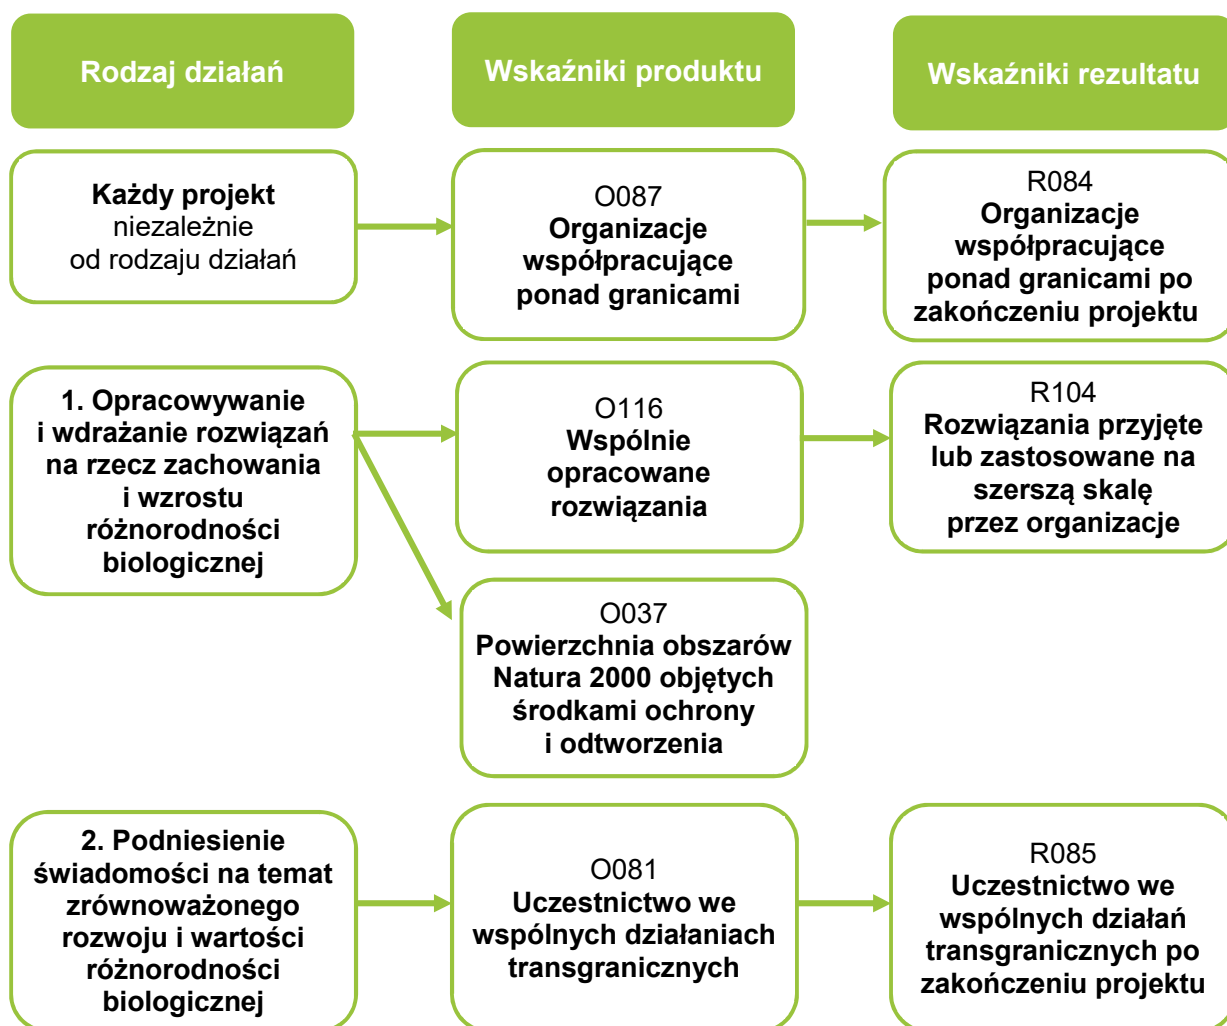 Rodzaj działań
Wskaźniki produktu
Wskaźniki rezultatu
Każdy projekt
niezależnie
od rodzaju działań
O087
Organizacje
współpracujące
ponad granicami
R084
Organizacje
współpracujące
ponad granicami po
zakończeniu projektu
1. Opracowywanie
i wdrażanie rozwiązań
na rzecz zachowania
i wzrostu
różnorodności
biologicznej
O116
Wspólnie
opracowane
rozwiązania
R104
Rozwiązania przyjęte
lub zastosowane na
szerszą skalę
przez organizacje
O037
Powierzchnia obszarów
Natura 2000 objętych
środkami ochrony
i odtworzenia
2. Podniesienie
świadomości na temat
zrównoważonego
rozwoju i wartości
różnorodności
biologicznej
O081
Uczestnictwo we
wspólnych działaniach
transgranicznych
R085
Uczestnictwo we
wspólnych działań
transgranicznych po
zakończeniu projektu